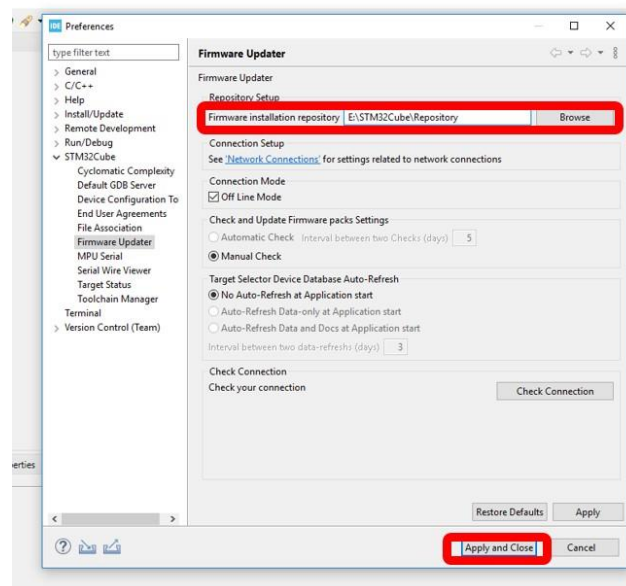 IDE Preferences
type filter text
Firmware Updater
General
C/C++
Help
Install/Update
Remote Development
Run/Debug
STM32Cube
Cyclomatic Complexity
Default GDB Server
Device Configuration To
End User Agreements
File Association
Firmware Updater
MPU Serial
Serial Wire Viewer
Target Status
Toolchain Manager
Terminal
Version Control (Team)
Firmware Updater
Repository Setup
Firmware installation repository E:\STM32Cube\Repository Browse
Connection Setup
See 'Network Connections' for settings related to network connections
Connection Mode
Off Line Mode
Check and Update Firmware packs Settings
Automatic Check Interval between two Checks (days) 5
Manual Check
Target Selector Device Database Auto-Refresh
No Auto-Refresh at Application start
Auto-Refresh Data-only at Application start
Auto-Refresh Data and Docs at Application start
Interval between two data-refreshs (days) 3
Check Connection
Check your connection Check Connection
Restore Defaults Apply
Apply and Close Cancel
perties